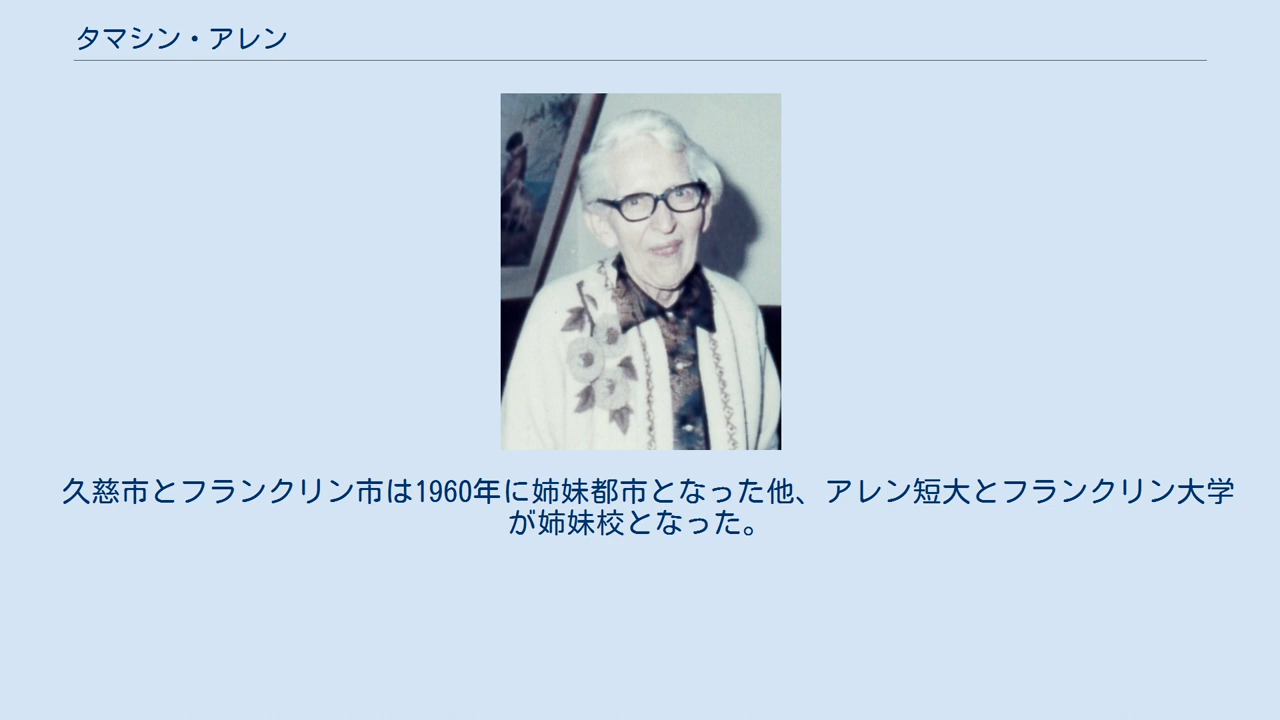 タマシン・アレン
久慈市とフランクリン市は1960年に姉妹都市となった他、アレン短大とフランクリン大学
が姉妹校となった。